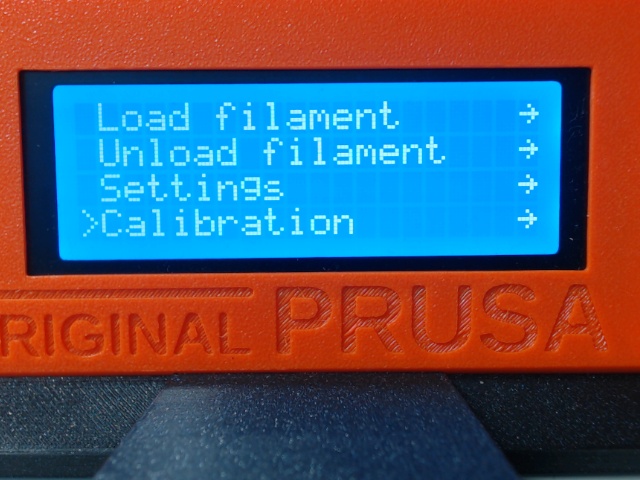 Load filament →
Unload filament →
Settings →
>Calibration →
RIGINAL PRUSA